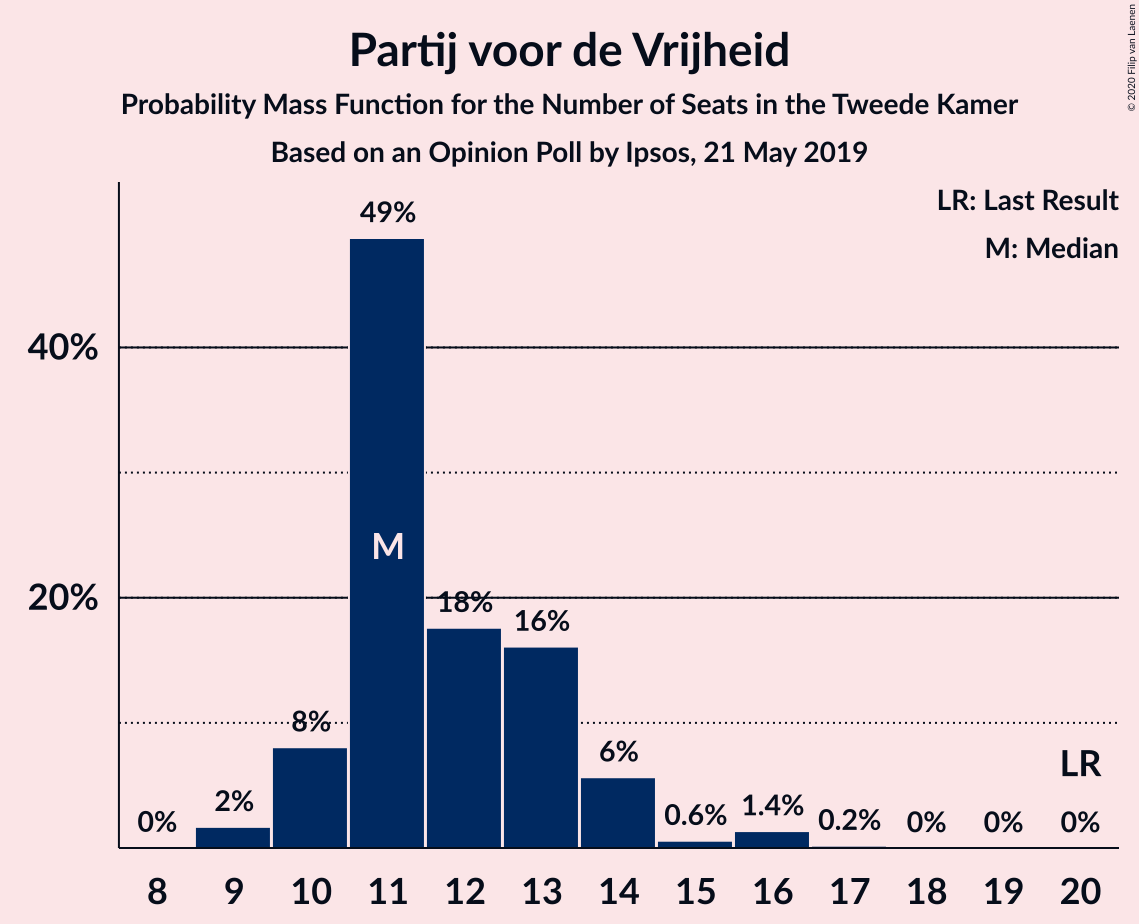 Partij voor de Vrijheid
Probability Mass Function for the Number of Seats in the Tweede Kamer
Based on an Opinion Poll by Ipsos, 21 May 2019
© 2020 Filip van Laenen
LR: Last Result
M: Median
40%
20%
0%
2%
8%
49%
M
18%
16%
6%
0.6%
1.4%
0.2%
0%
0%
LR
0%
8 9 10 11 12 13 14 15 16 17 18 19 20